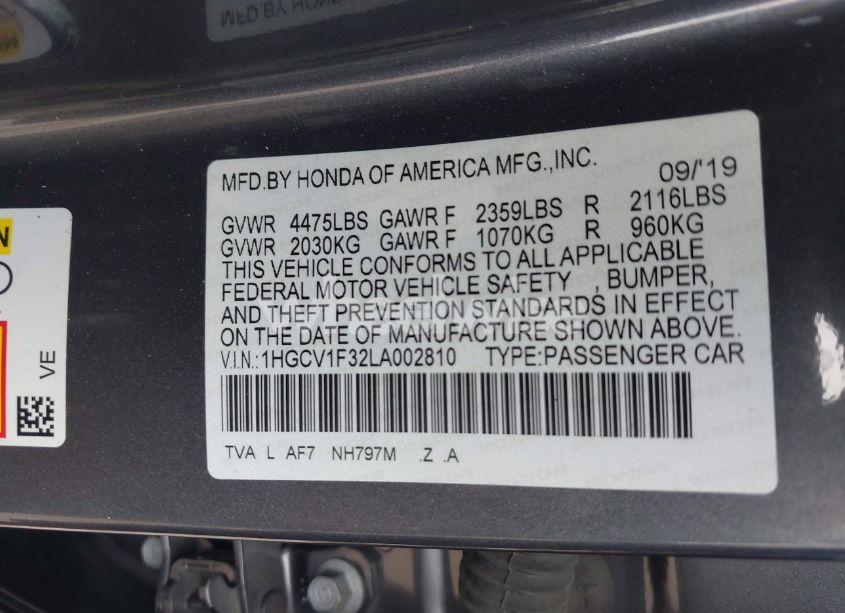 MFD.BY HONDA OF AMERICA MFG.,INC. 09/'19
GVWR 4475LBS GAWR F 2359LBS R 2116LBS
GVWR 2030KG GAWR F 1070KG R 960KG
THIS VEHICLE CONFORMS TO ALL APPLICABLE
FEDERAL MOTOR VEHICLE SAFETY , BUMPER,
AND THEFT PREVENTION STANDARDS IN EFFECT
ON THE DATE OF MANUFACTURE SHOWN ABOVE.
V.I.N.:1HGCV1F32LA002810 TYPE:PASSENGER CAR
TVA L AF7 NH797M .Z .A
VE